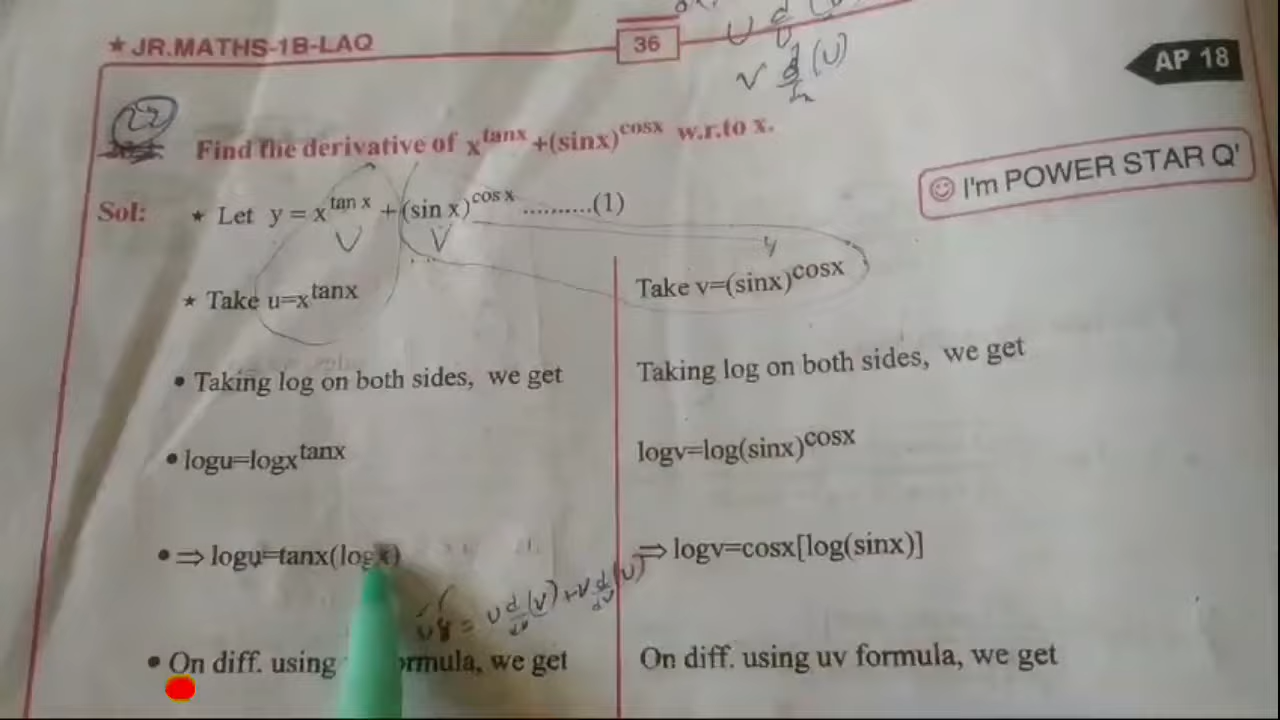 ★ JR.MATHS-1B-LAQ
36
AP 18
v d/ (u)
22
Find the derivative of x^tanx +(sinx)^cosx w.r.to x.
I'm POWER STAR Q'
Sol: ★ Let y = x^tan x + (sin x)^cos x ..........(1)
★ Take u=x^tanx
Take v=(sinx)^cosx
• Taking log on both sides, we get
Taking log on both sides, we get
• logu=logx^tanx
logv=log(sinx)^cosx
• ⇒ logu=tanx(logx)
⇒ logv=cosx[log(sinx)]
• On diff. using ormula, we get
On diff. using uv formula, we get